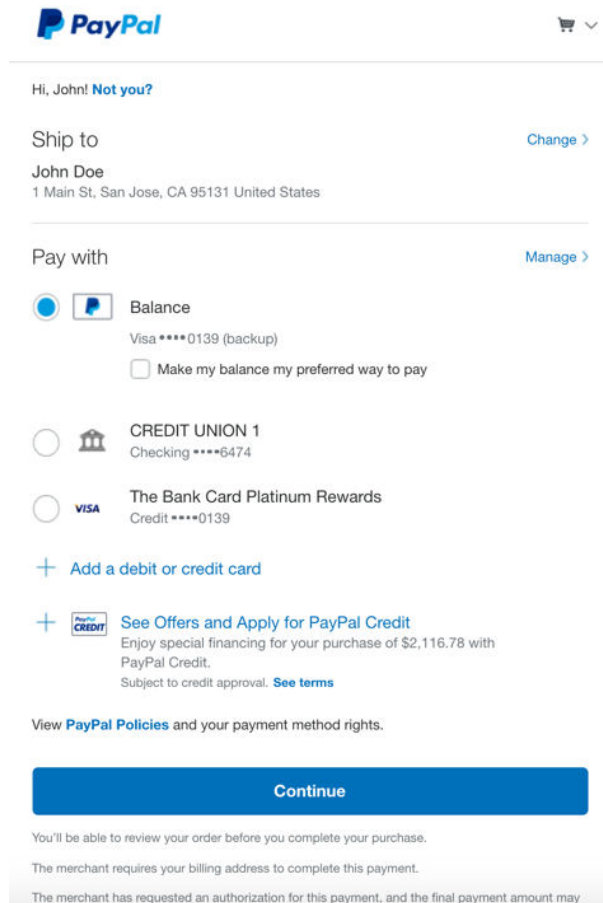 PayPal
Hi, John! Not you?
Ship to
Change >
John Doe
1 Main St, San Jose, CA 95131 United States
Pay with
Manage >
Balance
Visa ••••0139 (backup)
Make my balance my preferred way to pay
CREDIT UNION 1
Checking ••••6474
VISA
The Bank Card Platinum Rewards
Credit ••••0139
+ Add a debit or credit card
+ PayPal CREDIT See Offers and Apply for PayPal Credit
Enjoy special financing for your purchase of $2,116.78 with
PayPal Credit.
Subject to credit approval. See terms
View PayPal Policies and your payment method rights.
Continue
You'll be able to review your order before you complete your purchase.
The merchant requires your billing address to complete this payment.
The merchant has requested an authorization for this payment, and the final payment amount may